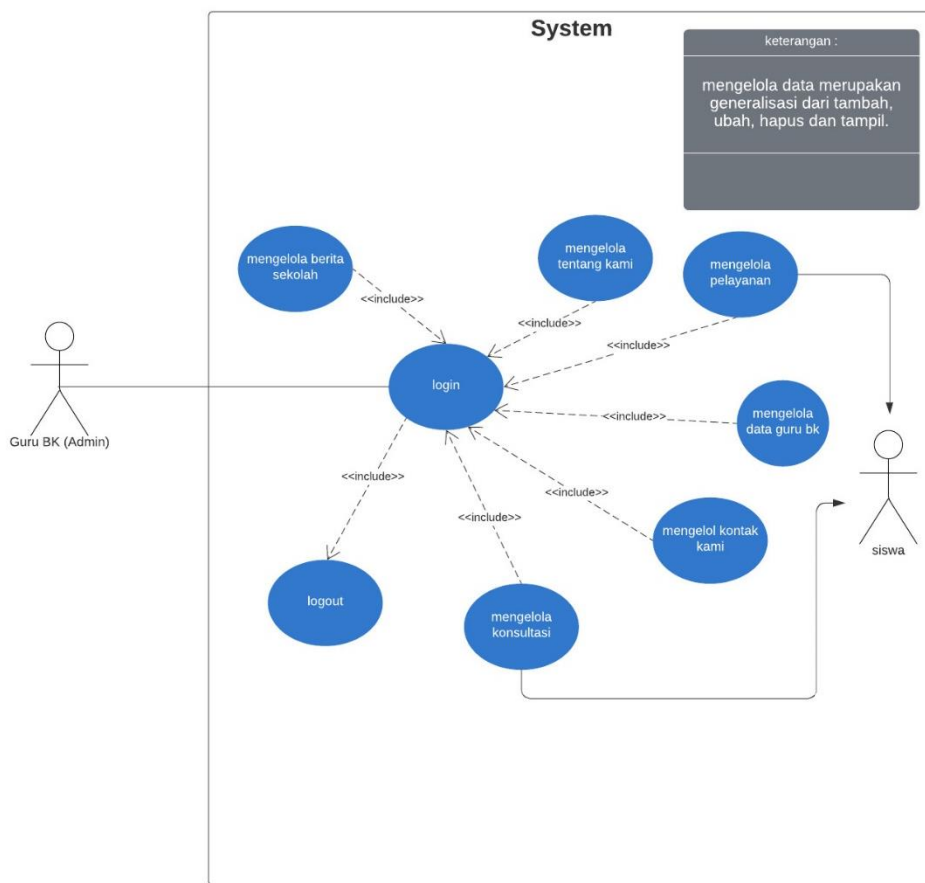 System
keterangan :
mengelola data merupakan
generalisasi dari tambah,
ubah, hapus dan tampil.
mengelola berita
sekolah
mengelola
tentang kami
mengelola
pelayanan
<<include>>
<<include>>
<<include>>
login
Guru BK (Admin)
<<include>>
mengelola
data guru bk
<<include>>
<<include>>
<<include>>
mengelol kontak
kami
siswa
logout
mengelola
konsultasi